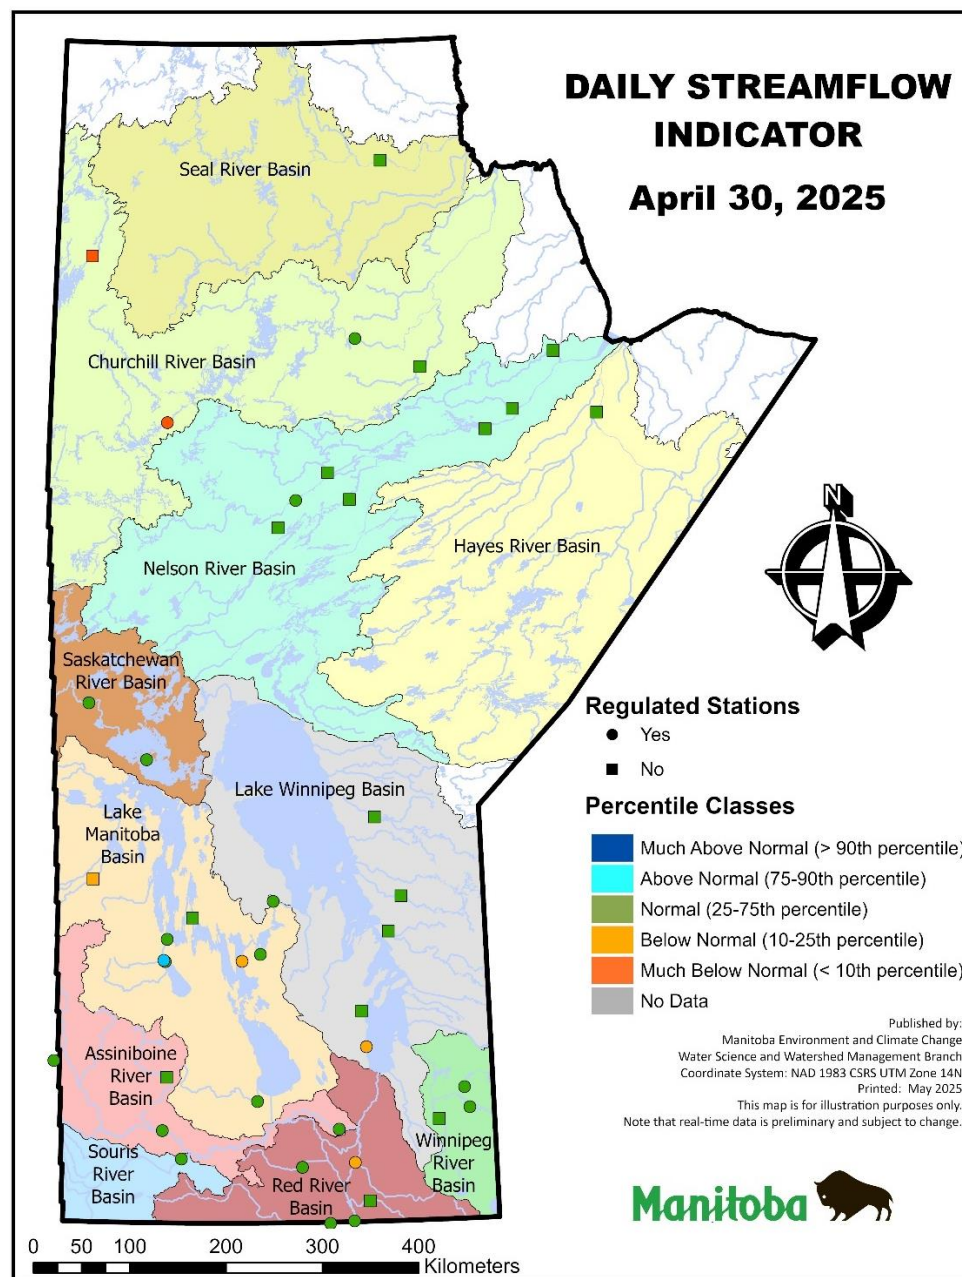 DAILY STREAMFLOW
INDICATOR
April 30, 2025
Seal River Basin
Churchill River Basin
Hayes River Basin
Nelson River Basin
N
Saskatchewan
River Basin
Lake Winnipeg Basin
Lake
Manitoba
Basin
Assiniboine
River
Basin
Souris
River
Basin
Red River
Basin
Winnipeg
River
Basin
Regulated Stations
Yes
No
Percentile Classes
Much Above Normal (> 90th percentile)
Above Normal (75-90th percentile)
Normal (25-75th percentile)
Below Normal (10-25th percentile)
Much Below Normal (< 10th percentile)
No Data
Published by:
Manitoba Environment and Climate Change
Water Science and Watershed Management Branch
Coordinate System: NAD 1983 CSRS UTM Zone 14N
Printed: May 2025
This map is for illustration purposes only.
Note that real-time data is preliminary and subject to change.
Manitoba
0 50 100 200 300 400
Kilometers